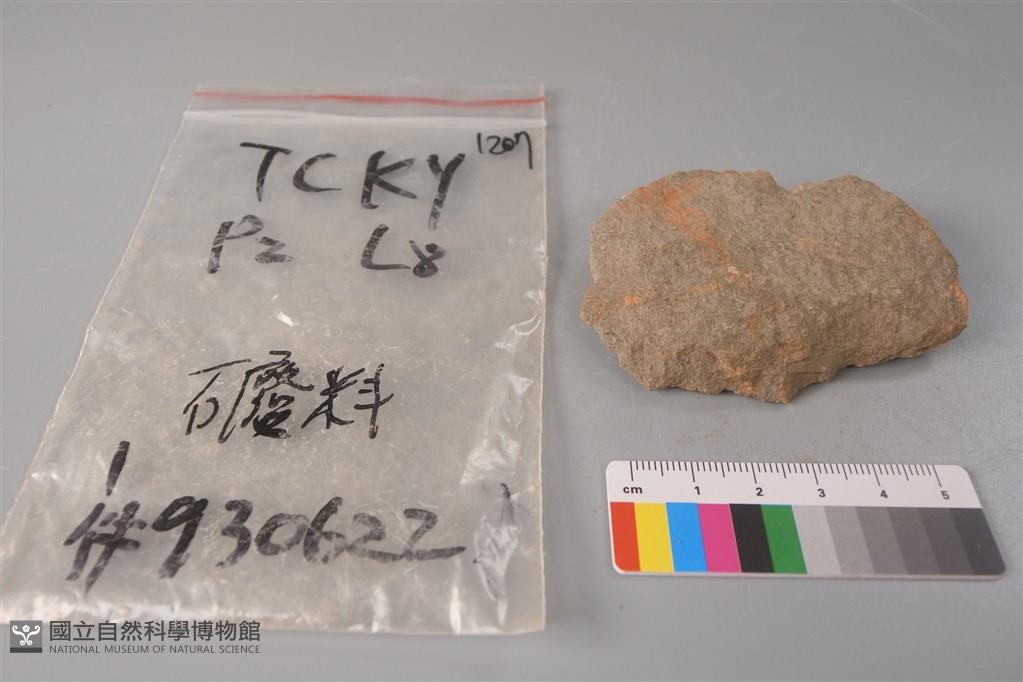 TCKY 1207
P2 L8
石磨料
1
件#930622
cm 1 2 3 4 5
國立自然科學博物館
NATIONAL MUSEUM OF NATURAL SCIENCE